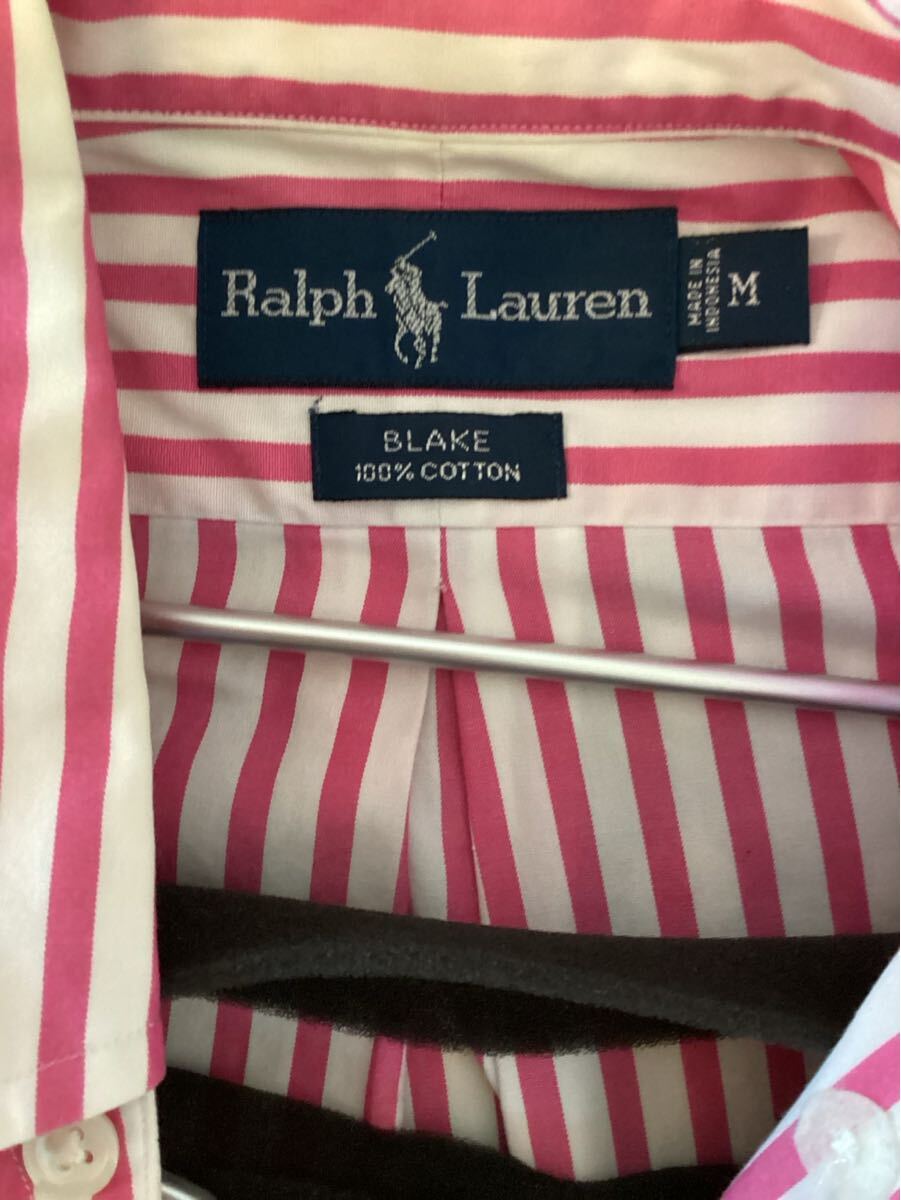 Ralph Lauren
MADE IN
INDONESIA
M
BLAKE
100% COTTON